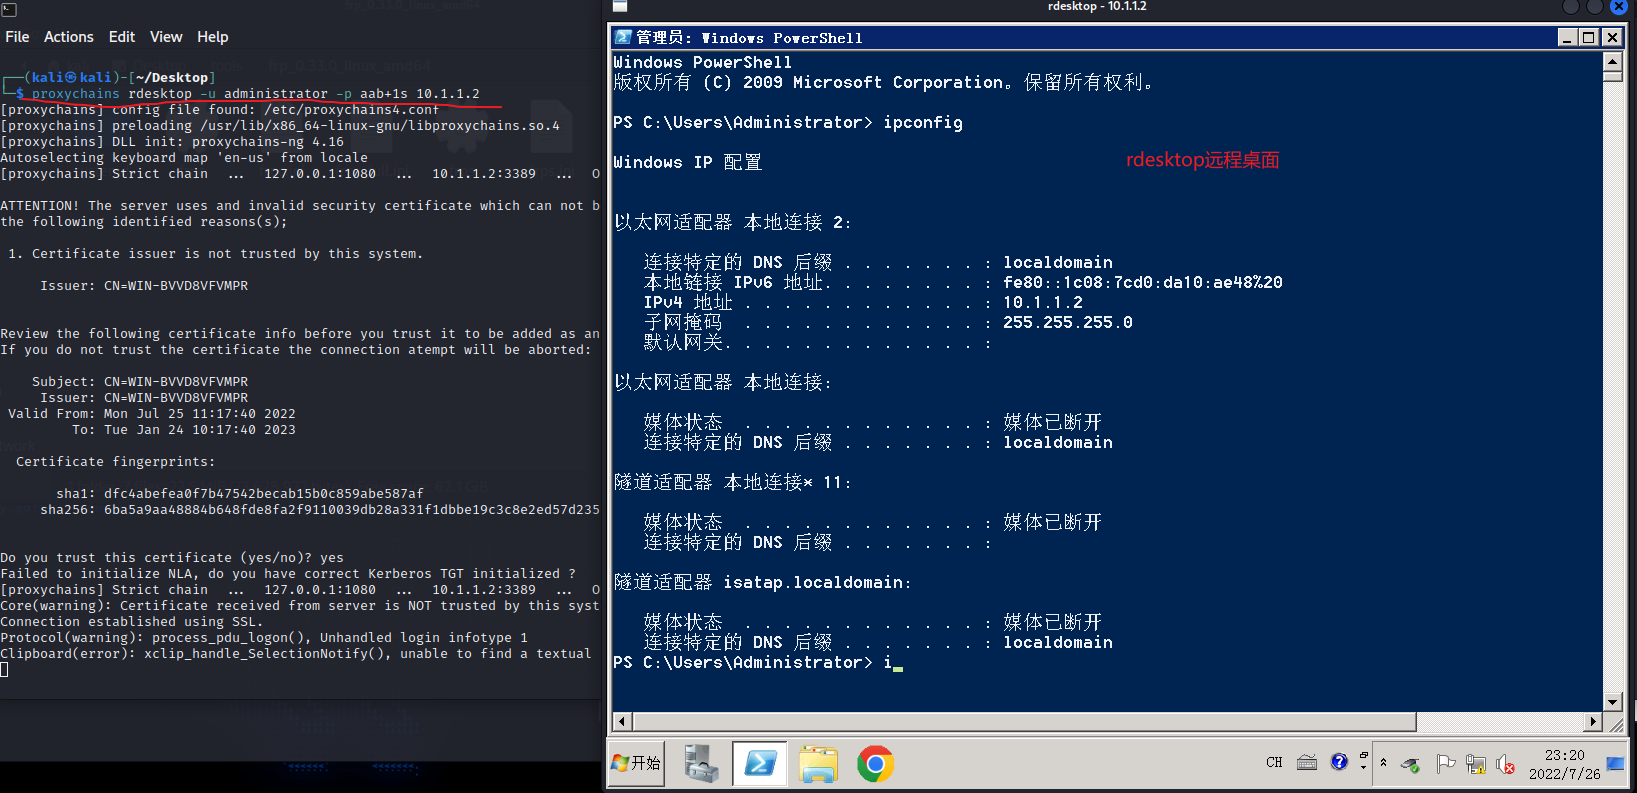 File Actions Edit View Help
(kali㉿kali)-[~/Desktop]
$ proxychains rdesktop -u administrator -p aab+1s 10.1.1.2
[proxychains] config file found: /etc/proxychains4.conf
[proxychains] preloading /usr/lib/x86_64-linux-gnu/libproxychains.so.4
[proxychains] DLL init: proxychains-ng 4.16
Autoselecting keyboard map 'en-us' from locale
[proxychains] Strict chain ... 127.0.0.1:1080 ... 10.1.1.2:3389 ... O
ATTENTION! The server uses and invalid security certificate which can not b
the following identified reasons(s);
1. Certificate issuer is not trusted by this system.
Issuer: CN=WIN-BVVD8VFVMPR
Review the following certificate info before you trust it to be added as an
If you do not trust the certificate the connection atempt will be aborted:
Subject: CN=WIN-BVVD8VFVMPR
Issuer: CN=WIN-BVVD8VFVMPR
Valid From: Mon Jul 25 11:17:40 2022
To: Tue Jan 24 10:17:40 2023
Certificate fingerprints:
sha1: dfc4abefea0f7b47542becab15b0c859abe587af
sha256: 6ba5a9aa48884b648fde8fa2f9110039db28a331f1dbbe19c3c8e2ed57d235
Do you trust this certificate (yes/no)? yes
Failed to initialize NLA, do you have correct Kerberos TGT initialized ?
[proxychains] Strict chain ... 127.0.0.1:1080 ... 10.1.1.2:3389 ... O
Core(warning): Certificate received from server is NOT trusted by this syst
Connection established using SSL.
Protocol(warning): process_pdu_logon(), Unhandled login infotype 1
Clipboard(error): xclip_handle_SelectionNotify(), unable to find a textual
rdesktop - 10.1.1.2
管理员: Windows PowerShell
Windows PowerShell
版权所有 (C) 2009 Microsoft Corporation。保留所有权利。
PS C:\Users\Administrator> ipconfig
Windows IP 配置
rdesktop远程桌面
以太网适配器 本地连接 2:
连接特定的 DNS 后缀 . . . . . . . : localdomain
本地链接 IPv6 地址. . . . . . . . : fe80::1c08:7cd0:da10:ae48%20
IPv4 地址 . . . . . . . . . . . . : 10.1.1.2
子网掩码 . . . . . . . . . . . . : 255.255.255.0
默认网关. . . . . . . . . . . . . :
以太网适配器 本地连接:
媒体状态 . . . . . . . . . . . . : 媒体已断开
连接特定的 DNS 后缀 . . . . . . . : localdomain
隧道适配器 本地连接* 11:
媒体状态 . . . . . . . . . . . . : 媒体已断开
连接特定的 DNS 后缀 . . . . . . . :
隧道适配器 isatap.localdomain:
媒体状态 . . . . . . . . . . . . : 媒体已断开
连接特定的 DNS 后缀 . . . . . . . : localdomain
PS C:\Users\Administrator> i
开始
CH
23:20
2022/7/26